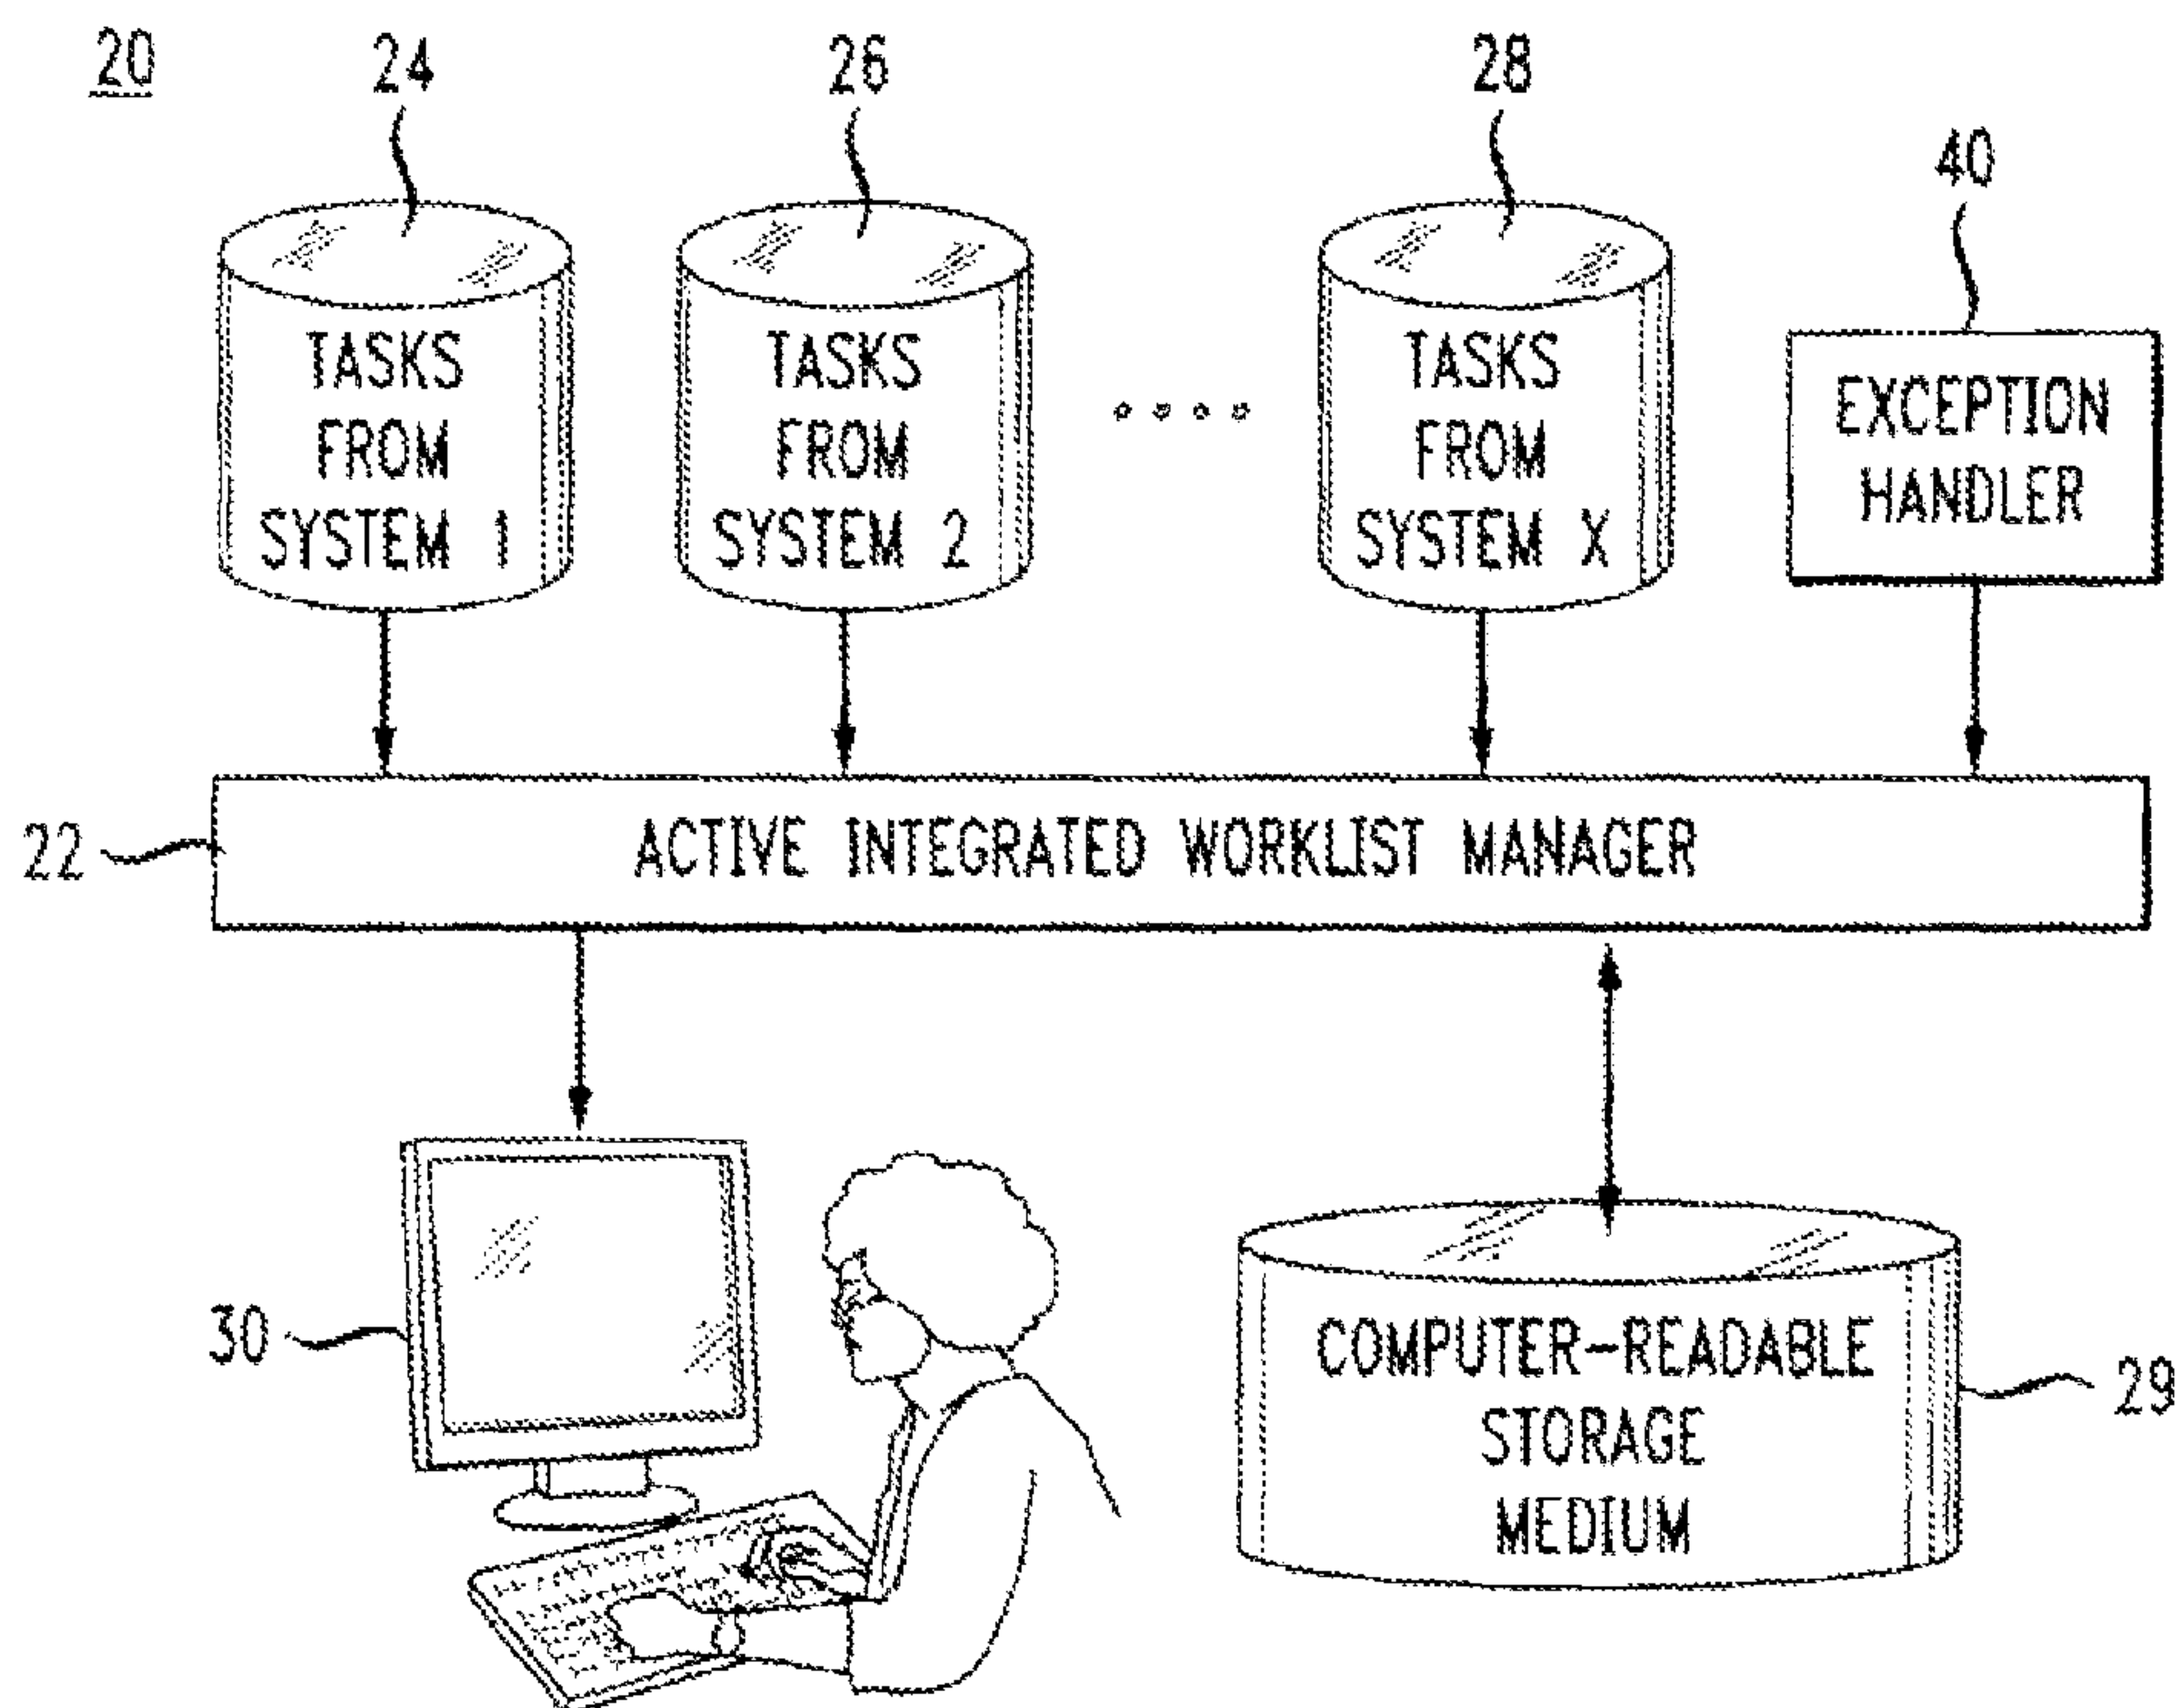 20
24
26
28
40
TASKS
FROM
SYSTEM 1
TASKS
FROM
SYSTEM 2
TASKS
FROM
SYSTEM X
EXCEPTION
HANDLER
22
ACTIVE INTEGRATED WORKLIST MANAGER
30
COMPUTER-READABLE
STORAGE
MEDIUM
29